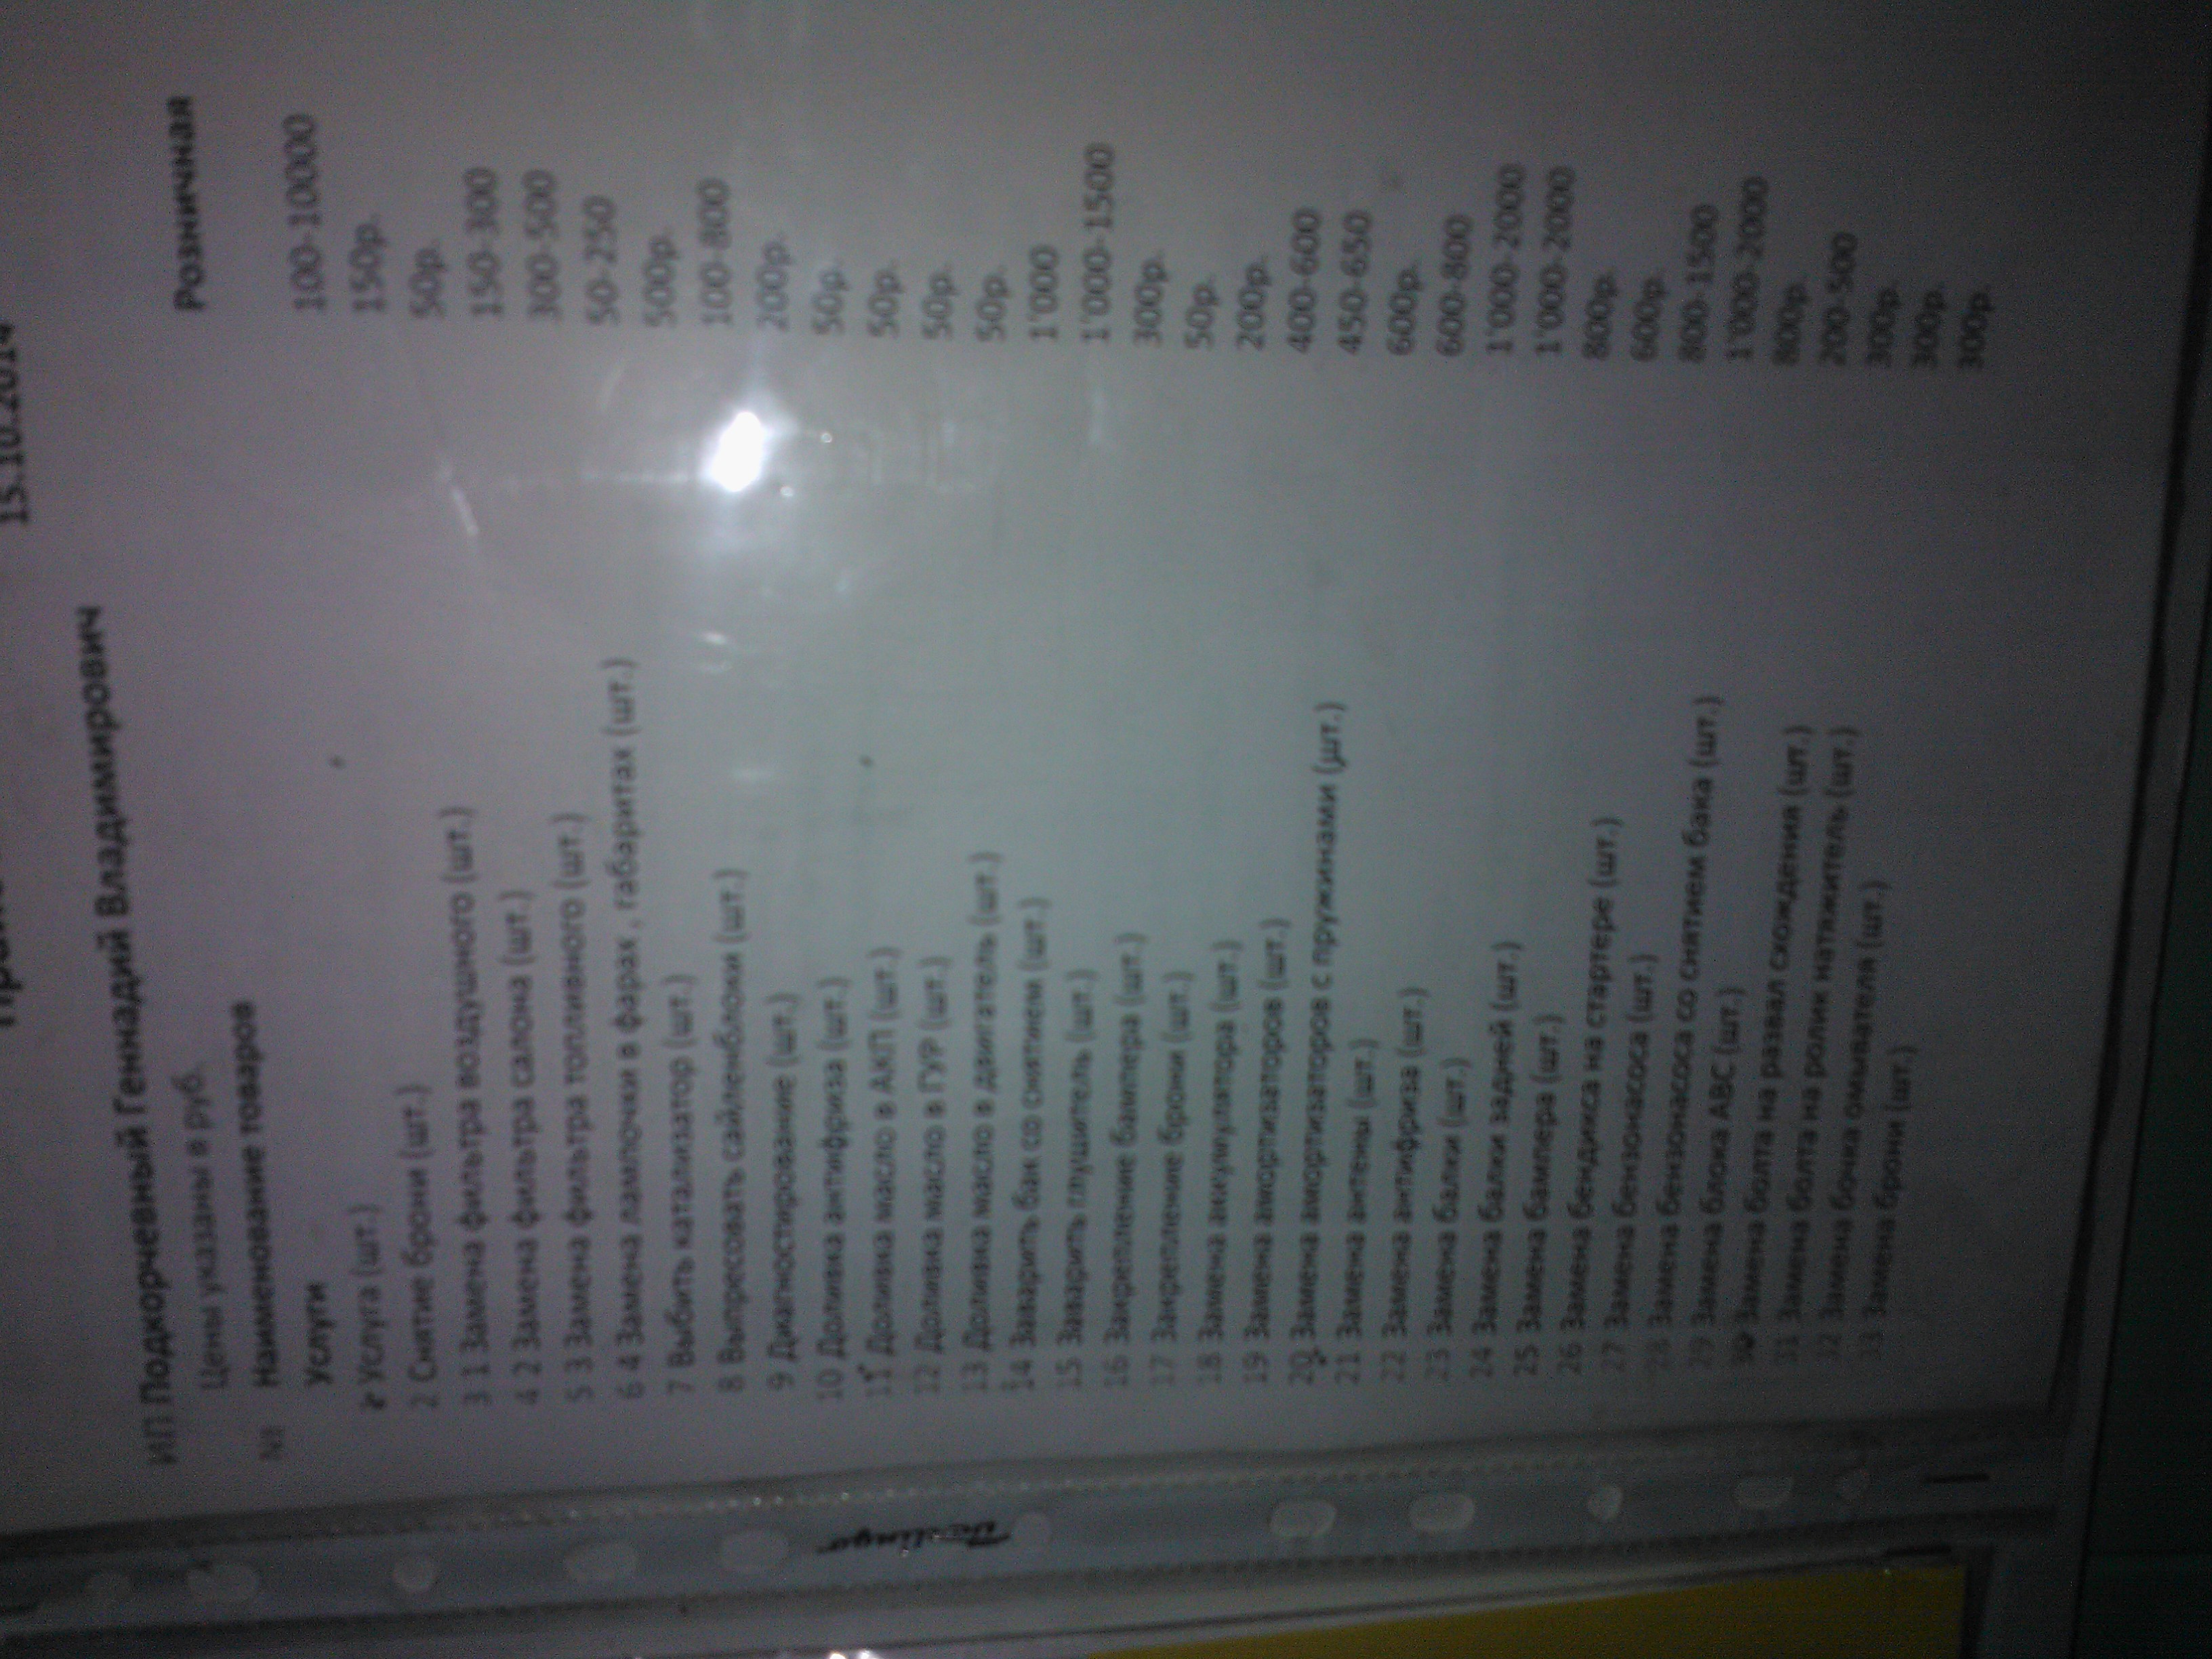 15.10.2014
ИП Подкорчевный Геннадий Владимирович
Цены указаны в руб.
№ Наименование товаров Розничная
Услуги
Услуга (шт.) 100-10000
2 Снятие брони (шт.) 150р.
3 1 Замена фильтра воздушного (шт.) 50р.
4 2 Замена фильтра салона (шт.) 150-300
5 3 Замена фильтра топливного (шт.) 300-500
6 4 Замена лампочки в фарах , габаритах (шт.) 50-250
7 Выбить катализатор (шт.) 500р.
8 Выпресовать сайленблоки (шт.) 100-800
9 Диагностирование (шт.) 200р.
10 Доливка антифриза (шт.) 50р.
11 Доливка масло в АКП (шт.) 50р.
12 Доливка масло в ГУР (шт.) 50р.
13 Доливка масло в двигатель (шт.) 50р.
14 Заварить бак со снятием (шт.) 1'000
15 Заварить глушитель (шт.) 1'000-1500
16 Закрепление бампера (шт.) 300р.
17 Закрепление брони (шт.) 50р.
18 Замена аккумулятора (шт.) 200р.
19 Замена амортизаторов (шт.) 400-600
20 Замена амортизаторов с пружинами (шт.) 450-650
21 Замена антены (шт.) 600р.
22 Замена антифриза (шт.) 600-800
23 Замена балки (шт.) 1'000-2000
24 Замена балки задней (шт.) 1'000-2000
25 Замена бампера (шт.) 800р.
26 Замена бендикса на стартере (шт.) 600р.
27 Замена бензонасоса (шт.) 800-1500
28 Замена бензонасоса со снятием бака (шт.) 1'000-2000
29 Замена блока АВС (шт.) 800р.
30 Замена болта на развал схождения (шт.) 200-500
31 Замена болта на ролик натяжитель (шт.) 300р.
32 Замена бочка омывателя (шт.) 300р.
33 Замена брони (шт.) 300р.